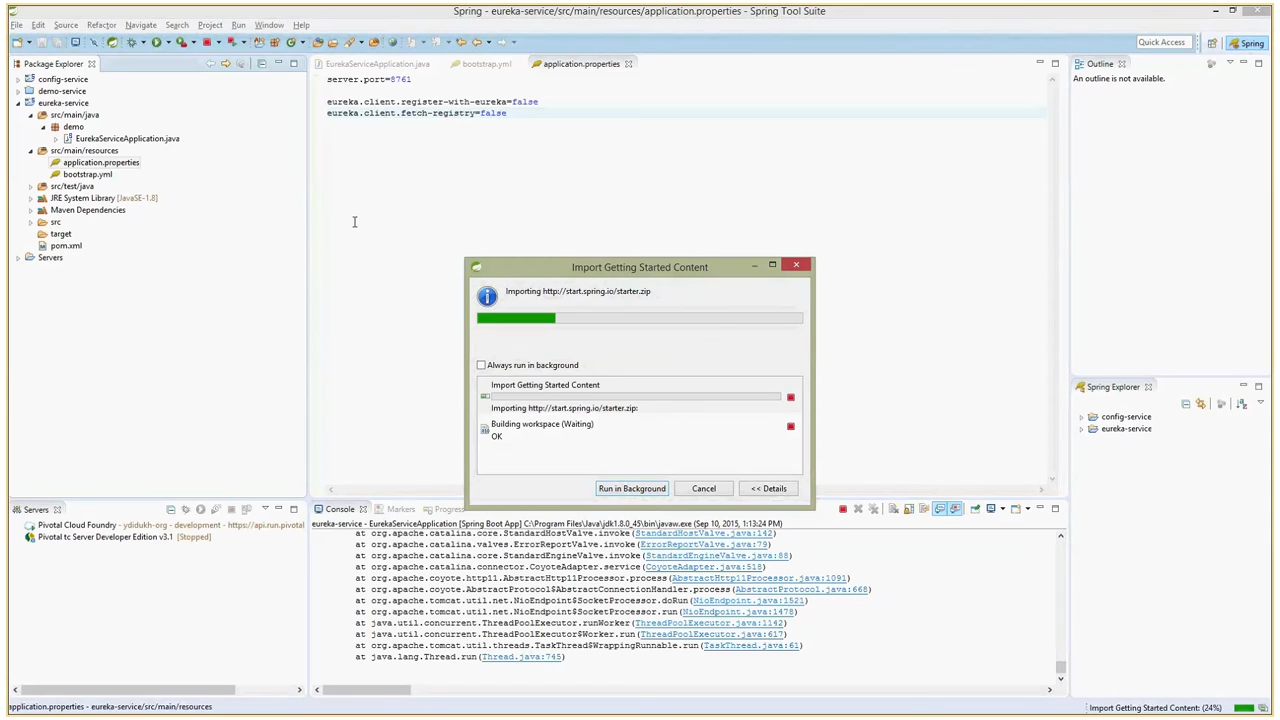 Spring - eureka-service/src/main/resources/application.properties - Spring Tool Suite
File Edit Source Refactor Navigate Search Project Run Window Help
Quick Access
Spring
Package Explorer
config-service
demo-service
eureka-service
src/main/java
demo
EurekaServiceApplication.java
src/main/resources
application.properties
bootstrap.yml
src/test/java
JRE System Library [JavaSE-1.8]
Maven Dependencies
src
target
pom.xml
Servers
EurekaServiceApplication.java bootstrap.yml application.properties
server.port=8761
eureka.client.register-with-eureka=false
eureka.client.fetch-registry=false
Outline
An outline is not available.
Import Getting Started Content
Importing http://start.spring.io/starter.zip
Always run in background
Import Getting Started Content
Importing http://start.spring.io/starter.zip:
Building workspace (Waiting)
OK
Run in Background Cancel << Details
Spring Explorer
config-service
eureka-service
Servers
Pivotal Cloud Foundry - ydidukh-org - development - https://api.run.pivotal
Pivotal tc Server Developer Edition v3.1 [Stopped]
Console Markers Progress
eureka-service - EurekaServiceApplication [Spring Boot App] C:\Program Files\Java\jdk1.8.0_45\bin\javaw.exe (Sep 10, 2015, 1:13:24 PM)
at org.apache.catalina.core.StandardHostValve.invoke(StandardHostValve.java:142)
at org.apache.catalina.valves.ErrorReportValve.invoke(ErrorReportValve.java:79)
at org.apache.catalina.core.StandardEngineValve.invoke(StandardEngineValve.java:88)
at org.apache.catalina.connector.CoyoteAdapter.service(CoyoteAdapter.java:518)
at org.apache.coyote.http11.AbstractHttp11Processor.process(AbstractHttp11Processor.java:1091)
at org.apache.coyote.AbstractProtocol$AbstractConnectionHandler.process(AbstractProtocol.java:668)
at org.apache.tomcat.util.net.NioEndpoint$SocketProcessor.doRun(NioEndpoint.java:1521)
at org.apache.tomcat.util.net.NioEndpoint$SocketProcessor.run(NioEndpoint.java:1478)
at java.util.concurrent.ThreadPoolExecutor.runWorker(ThreadPoolExecutor.java:1142)
at java.util.concurrent.ThreadPoolExecutor$Worker.run(ThreadPoolExecutor.java:617)
at org.apache.tomcat.util.threads.TaskThread$WrappingRunnable.run(TaskThread.java:61)
at java.lang.Thread.run(Thread.java:745)
application.properties - eureka-service/src/main/resources
Import Getting Started Content: (24%)